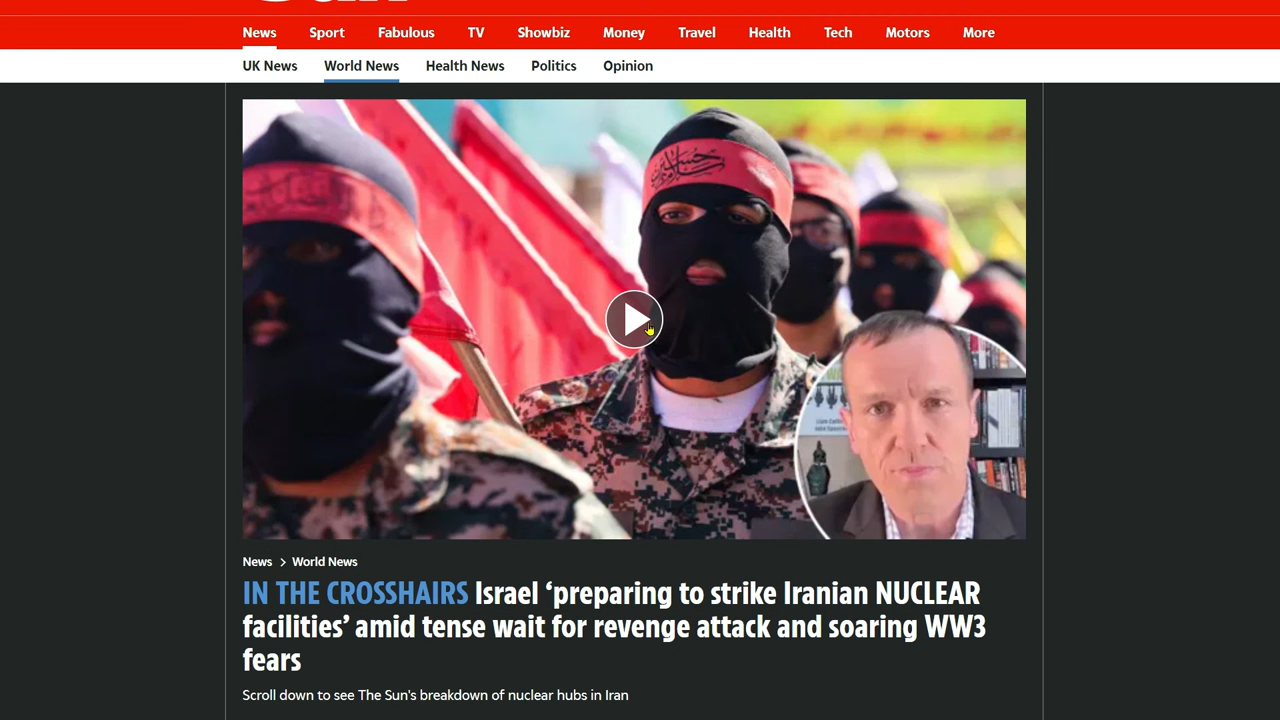 News Sport Fabulous TV Showbiz Money Travel Health Tech Motors More
UK News World News Health News Politics Opinion
News > World News
IN THE CROSSHAIRS Israel ‘preparing to strike Iranian NUCLEAR
facilities’ amid tense wait for revenge attack and soaring WW3
fears
Scroll down to see The Sun's breakdown of nuclear hubs in Iran